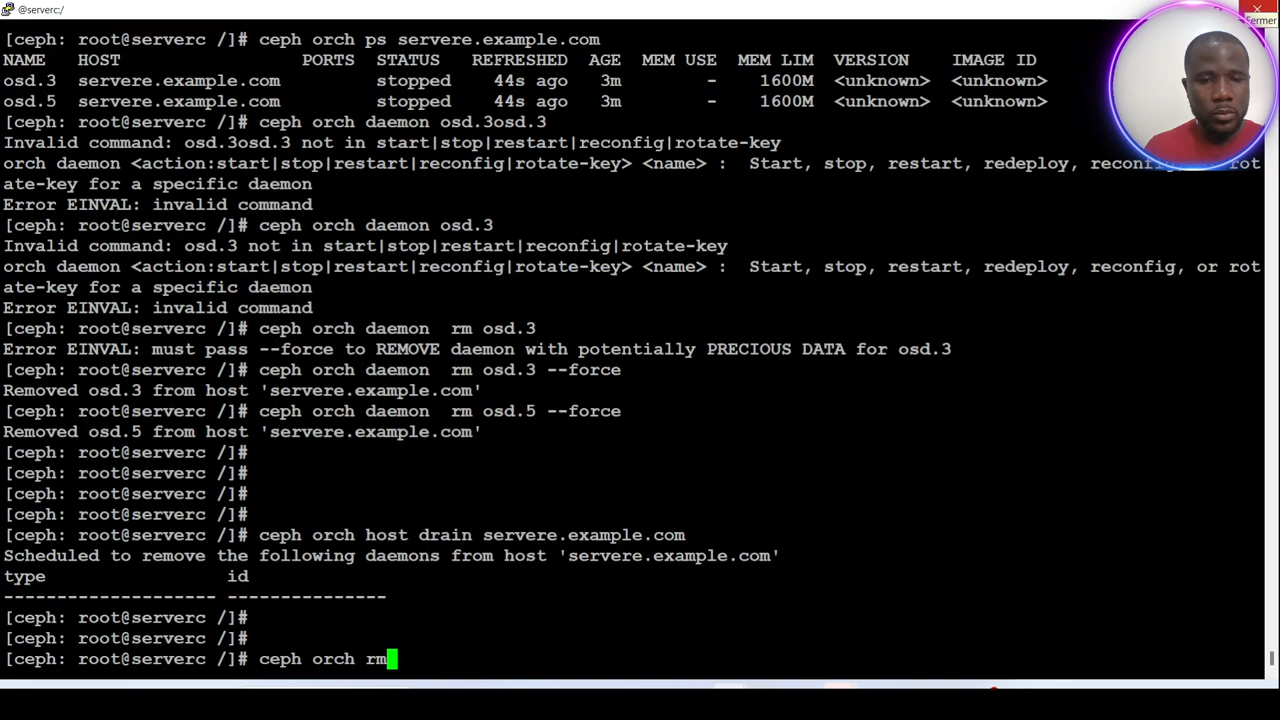 @serverc:/
Fermer
[ceph: root@serverc /]# ceph orch ps servere.example.com
NAME HOST PORTS STATUS REFRESHED AGE MEM USE MEM LIM VERSION IMAGE ID
osd.3 servere.example.com stopped 44s ago 3m - 1600M <unknown> <unknown>
osd.5 servere.example.com stopped 44s ago 3m - 1600M <unknown> <unknown>
[ceph: root@serverc /]# ceph orch daemon osd.3osd.3
Invalid command: osd.3osd.3 not in start|stop|restart|reconfig|rotate-key
orch daemon <action:start|stop|restart|reconfig|rotate-key> <name> : Start, stop, restart, redeploy, reconfig, or rot
ate-key for a specific daemon
Error EINVAL: invalid command
[ceph: root@serverc /]# ceph orch daemon osd.3
Invalid command: osd.3 not in start|stop|restart|reconfig|rotate-key
orch daemon <action:start|stop|restart|reconfig|rotate-key> <name> : Start, stop, restart, redeploy, reconfig, or rot
ate-key for a specific daemon
Error EINVAL: invalid command
[ceph: root@serverc /]# ceph orch daemon rm osd.3
Error EINVAL: must pass --force to REMOVE daemon with potentially PRECIOUS DATA for osd.3
[ceph: root@serverc /]# ceph orch daemon rm osd.3 --force
Removed osd.3 from host 'servere.example.com'
[ceph: root@serverc /]# ceph orch daemon rm osd.5 --force
Removed osd.5 from host 'servere.example.com'
[ceph: root@serverc /]#
[ceph: root@serverc /]#
[ceph: root@serverc /]#
[ceph: root@serverc /]#
[ceph: root@serverc /]# ceph orch host drain servere.example.com
Scheduled to remove the following daemons from host 'servere.example.com'
type id
-------------------- ---------------
[ceph: root@serverc /]#
[ceph: root@serverc /]#
[ceph: root@serverc /]# ceph orch rm